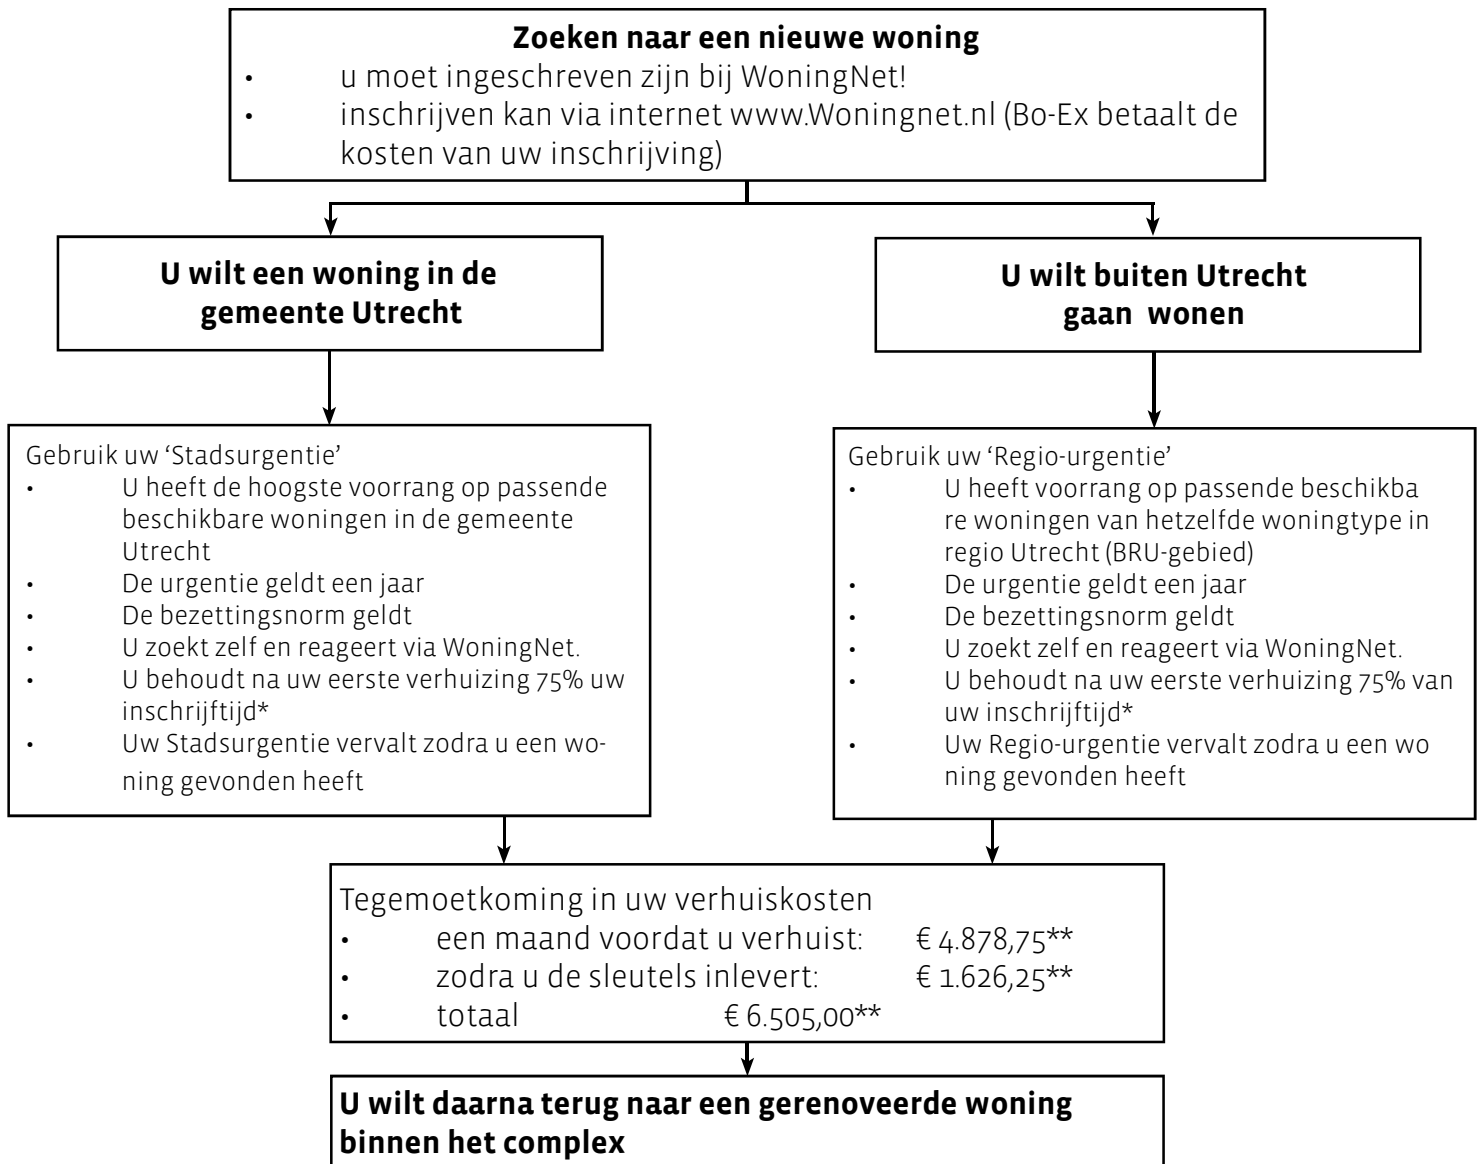 Zoeken naar een nieuwe woning
• u moet ingeschreven zijn bij WoningNet!
• inschrijven kan via internet www.Woningnet.nl (Bo-Ex betaalt de
kosten van uw inschrijving)
U wilt een woning in de
gemeente Utrecht
U wilt buiten Utrecht
gaan wonen
Gebruik uw ‘Stadsurgentie’
• U heeft de hoogste voorrang op passende
beschikbare woningen in de gemeente
Utrecht
• De urgentie geldt een jaar
• De bezettingsnorm geldt
• U zoekt zelf en reageert via WoningNet.
• U behoudt na uw eerste verhuizing 75% uw
inschrijftijd*
• Uw Stadsurgentie vervalt zodra u een wo-
ning gevonden heeft
Gebruik uw ‘Regio-urgentie’
• U heeft voorrang op passende beschikba
re woningen van hetzelfde woningtype in
regio Utrecht (BRU-gebied)
• De urgentie geldt een jaar
• De bezettingsnorm geldt
• U zoekt zelf en reageert via WoningNet.
• U behoudt na uw eerste verhuizing 75% van
uw inschrijftijd*
• Uw Regio-urgentie vervalt zodra u een wo
ning gevonden heeft
Tegemoetkoming in uw verhuiskosten
• een maand voordat u verhuist: € 4.878,75**
• zodra u de sleutels inlevert: € 1.626,25**
• totaal € 6.505,00**
U wilt daarna terug naar een gerenoveerde woning
binnen het complex